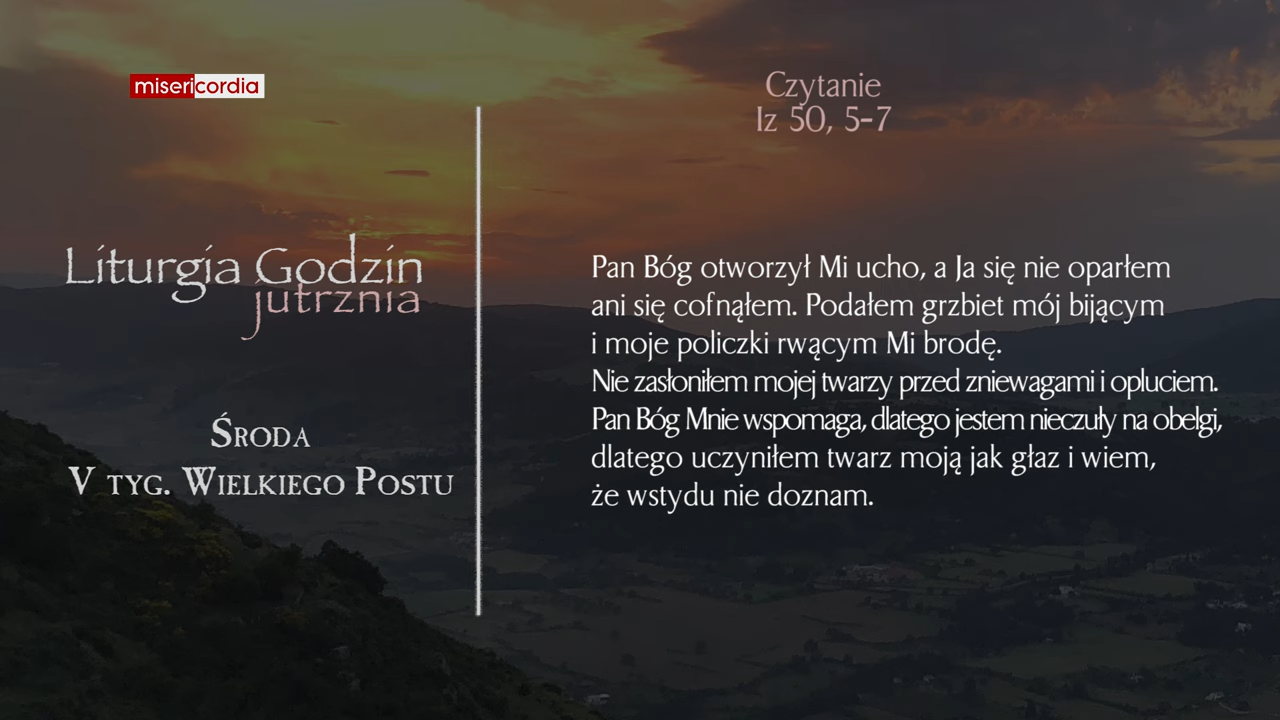 misericordia
Liturgia Godzin
jutrznia
Środa
V tyg. Wielkiego Postu
Czytanie
Iz 50, 5-7
Pan Bóg otworzył Mi ucho, a Ja się nie oparłem
ani się cofnąłem. Podałem grzbiet mój bijącym
i moje policzki rwącym Mi brodę.
Nie zasłoniłem mojej twarzy przed zniewagami i opluciem.
Pan Bóg Mnie wspomaga, dlatego jestem nieczuły na obelgi,
dlatego uczyniłem twarz moją jak głaz i wiem,
że wstydu nie doznam.